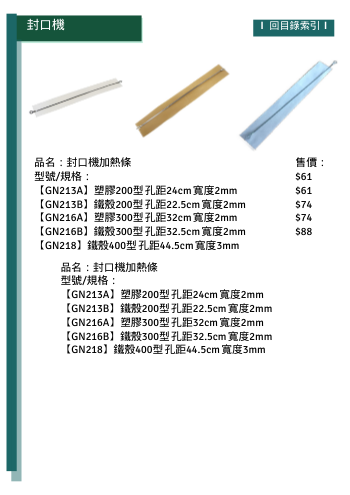 封口機
I 回目錄索引 I
品名：封口機加熱條 售價：
型號/規格： $61
【GN213A】塑膠200型 孔距24cm 寬度2mm $61
【GN213B】鐵殼200型 孔距22.5cm 寬度2mm $74
【GN216A】塑膠300型 孔距32cm 寬度2mm $74
【GN216B】鐵殼300型 孔距32.5cm 寬度2mm $88
【GN218】鐵殼400型 孔距44.5cm 寬度3mm
品名：封口機加熱條
型號/規格：
【GN213A】塑膠200型 孔距24cm 寬度2mm
【GN213B】鐵殼200型 孔距22.5cm 寬度2mm
【GN216A】塑膠300型 孔距32cm 寬度2mm
【GN216B】鐵殼300型 孔距32.5cm 寬度2mm
【GN218】鐵殼400型 孔距44.5cm 寬度3mm